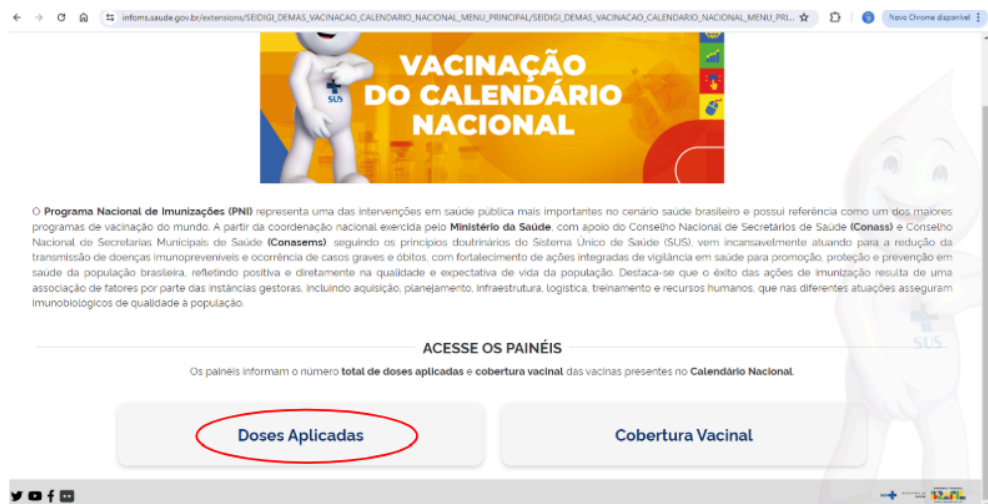 infoms.saude.gov.br/extensions/SEIDIGI_DEMAS_VACINACAO_CALENDARIO_NACIONAL_MENU_PRINCIPAL/SEIDIGI_DEMAS_VACINACAO_CALENDARIO_NACIONAL_MENU_PRI...
Novo Chrome disponível
VACINAÇÃO
DO CALENDÁRIO
NACIONAL
SUS
O Programa Nacional de Imunizações (PNI) representa uma das intervenções em saúde pública mais importantes no cenário saúde brasileiro e possui referência como um dos maiores
programas de vacinação do mundo. A partir da coordenação nacional exercida pelo Ministério da Saúde, com apoio do Conselho Nacional de Secretários de Saúde (Conass) e Conselho
Nacional de Secretarias Municipais de Saúde (Conasems), seguindo os princípios doutrinários do Sistema Único de Saúde (SUS), vem incansavelmente atuando para a redução da
transmissão de doenças imunopreveníveis e ocorrência de casos graves e óbitos, com fortalecimento de ações integradas de vigilância em saúde para promoção, proteção e prevenção em
saúde da população brasileira, refletindo positiva e diretamente na qualidade e expectativa de vida da população. Destaca-se que o êxito das ações de imunização resulta de uma
associação de fatores por parte das instâncias gestoras, incluindo aquisição, planejamento, infraestrutura, logística, treinamento e recursos humanos, que nas diferentes atuações asseguram
imunobiológicos de qualidade à população.
SUS
ACESSE OS PAINÉIS
Os painéis informam o número total de doses aplicadas e cobertura vacinal das vacinas presentes no Calendário Nacional.
Doses Aplicadas
Cobertura Vacinal